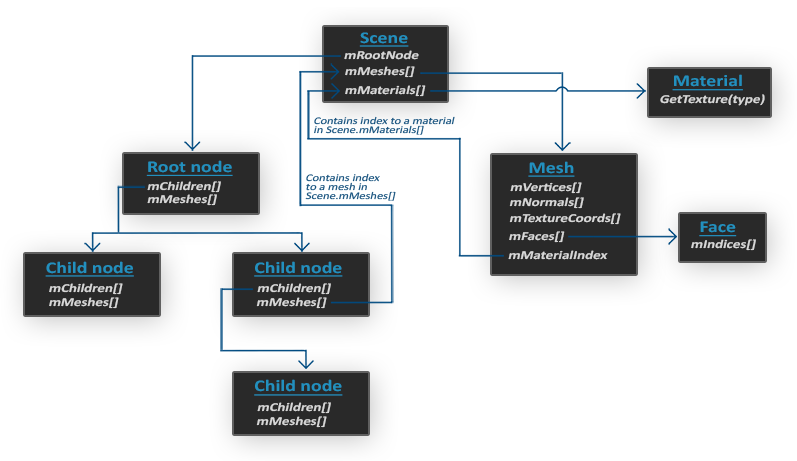 Scene
mRootNode
mMeshes[]
mMaterials[]
Material
GetTexture(type)
Contains index to a material
in Scene.mMaterials[]
Root node
mChildren[]
mMeshes[]
Contains index
to a mesh in
Scene.mMeshes[]
Mesh
mVertices[]
mNormals[]
mTextureCoords[]
mFaces[]
mMaterialIndex
Face
mIndices[]
Child node
mChildren[]
mMeshes[]
Child node
mChildren[]
mMeshes[]
Child node
mChildren[]
mMeshes[]